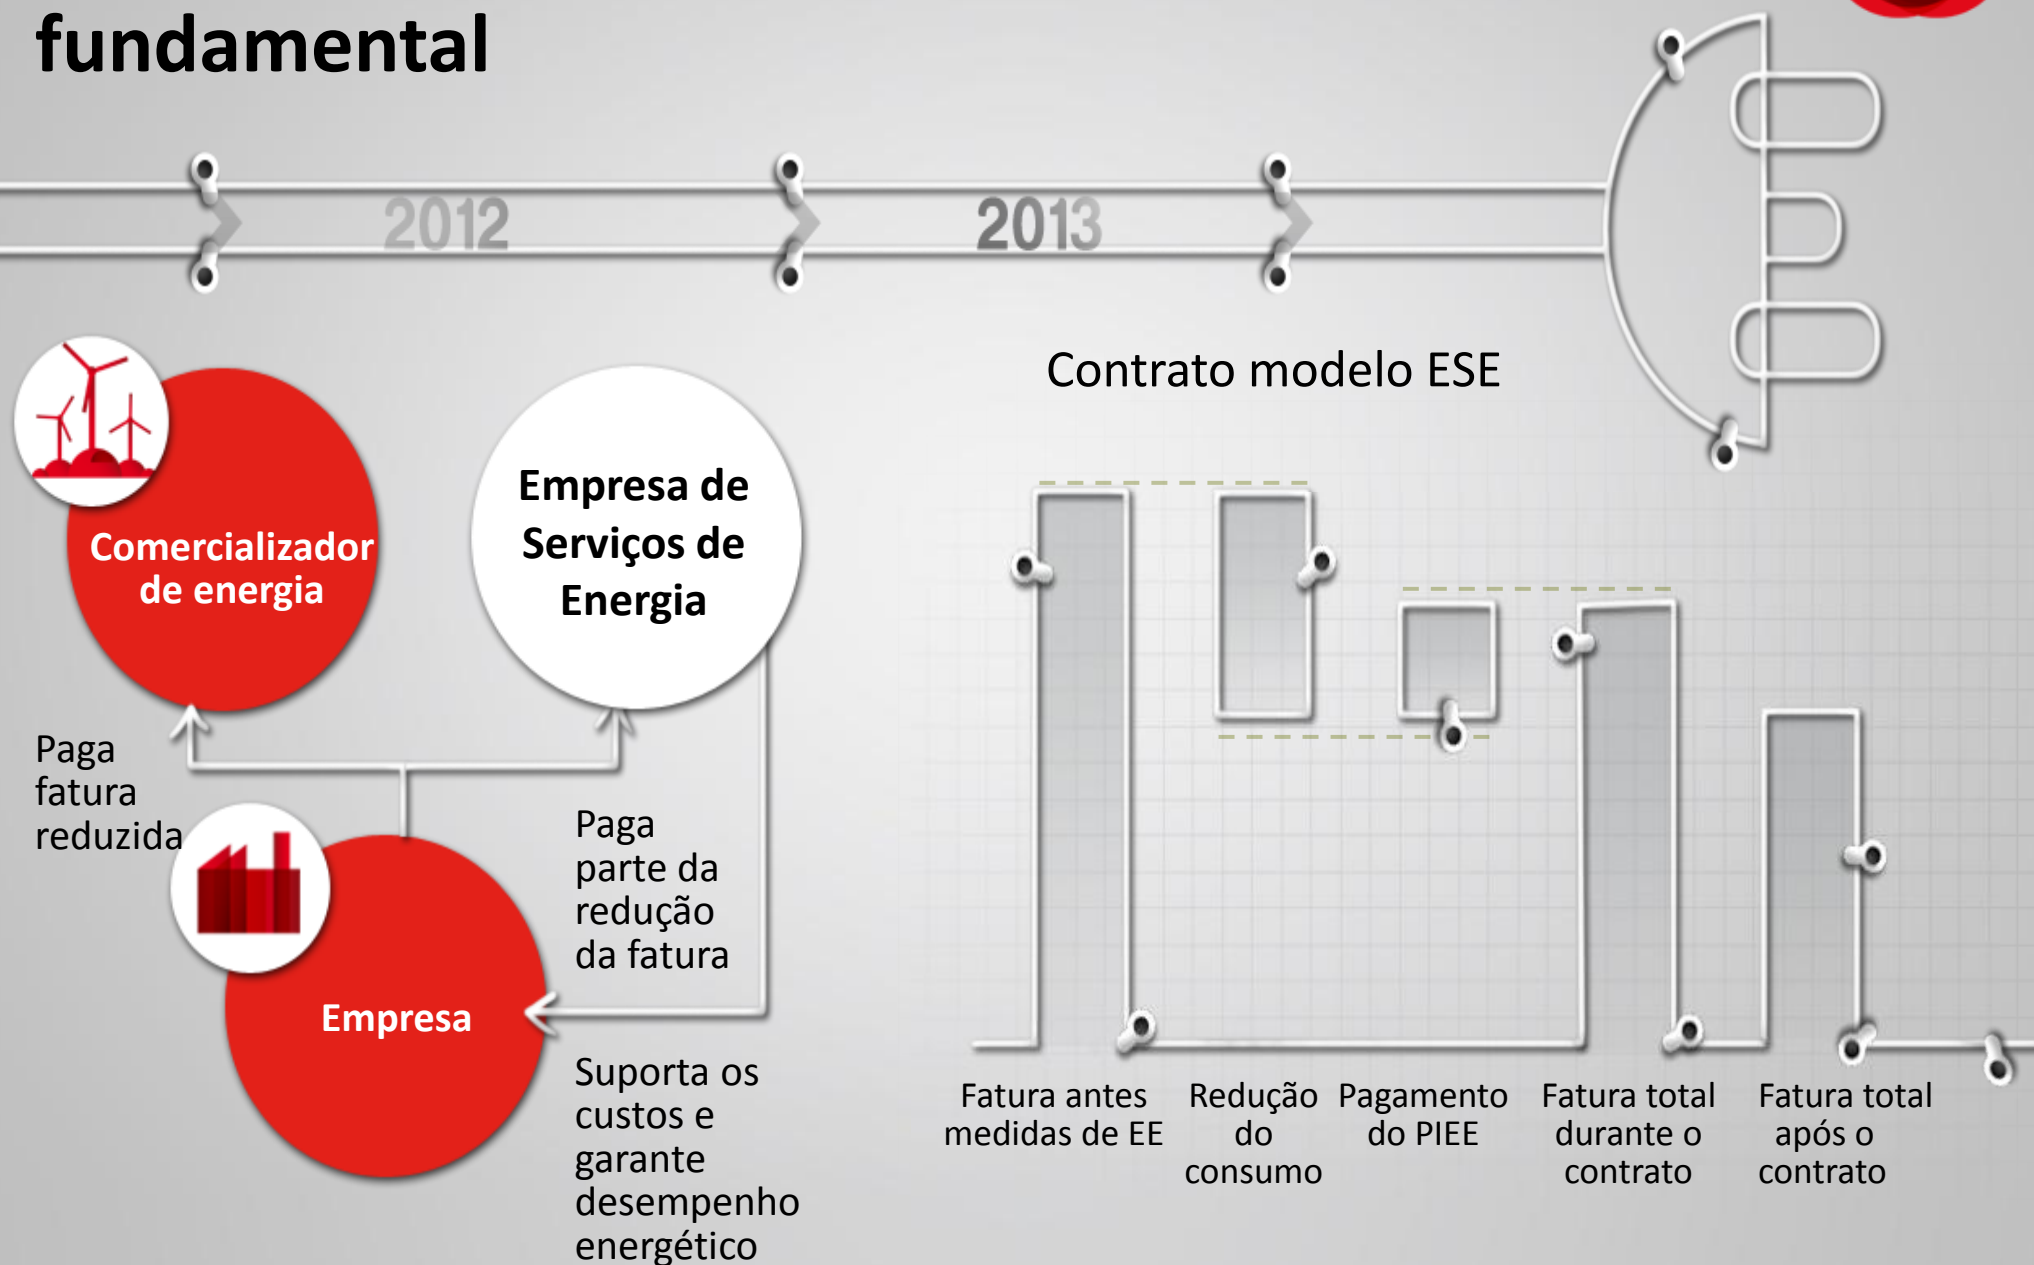 fundamental
2012
2013
Contrato modelo ESE
Comercializador
de energia
Empresa de
Serviços de
Energia
Paga
fatura
reduzida
Paga
parte da
redução
da fatura
Empresa
Suporta os
custos e
garante
desempenho
energético
Fatura antes
medidas de EE
Redução
do
consumo
Pagamento
do PIEE
Fatura total
durante o
contrato
Fatura total
após o
contrato